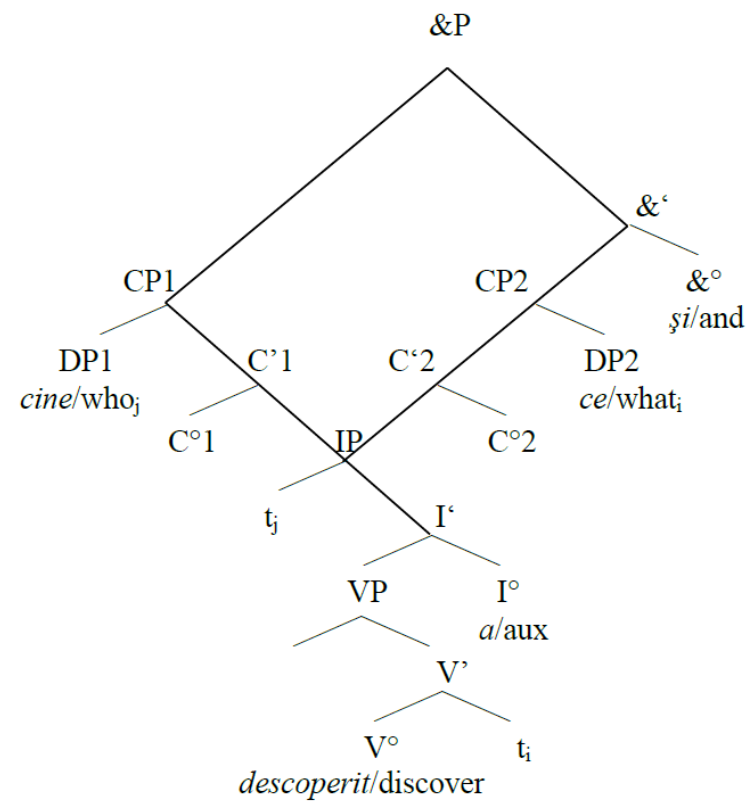 &P
&‘
CP1 CP2 &°
şi/and
DP1 C’1 C‘2 DP2
cine/whoj ce/whati
C°1 IP C°2
tj I‘
VP I°
a/aux
V’
V° ti
descoperit/discover